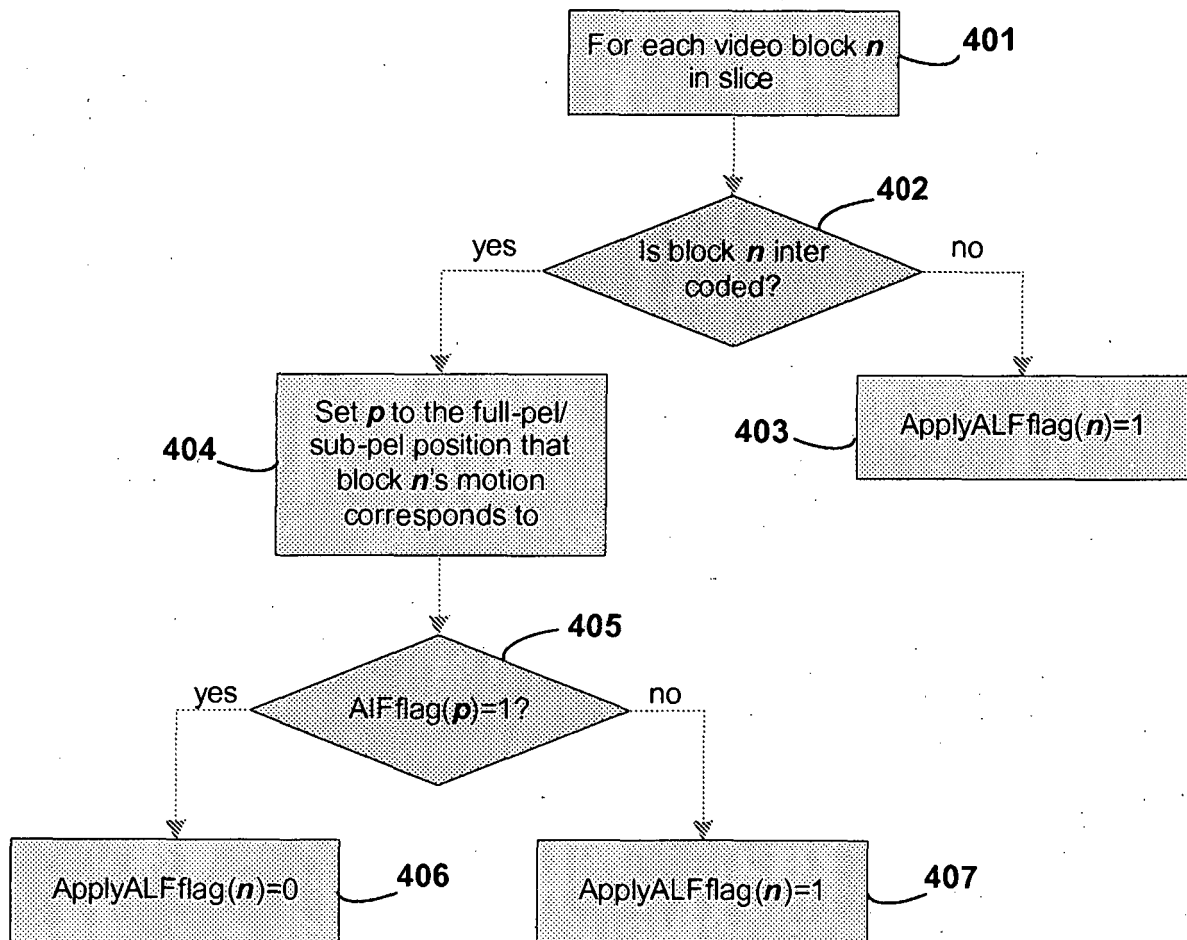 For each video block n
in slice
401
402
Is block n inter
coded?
yes
no
Set p to the full-pel/
sub-pel position that
block n's motion
corresponds to
404
403
ApplyALFflag(n)=1
405
AIFflag(p)=1?
yes
no
ApplyALFflag(n)=0
406
ApplyALFflag(n)=1
407